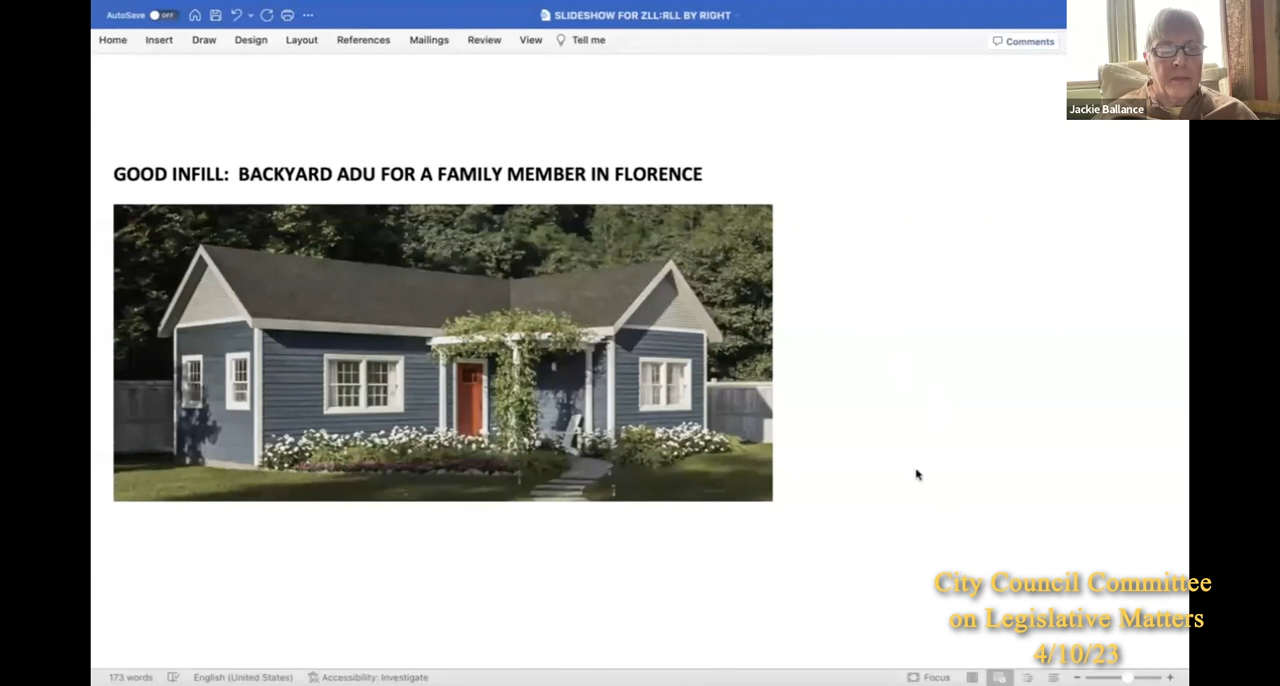 AutoSave OFF
SLIDESHOW FOR ZLL:RLL BY RIGHT
Home Insert Draw Design Layout References Mailings Review View Tell me
Comments
Jackie Ballance
GOOD INFILL: BACKYARD ADU FOR A FAMILY MEMBER IN FLORENCE
City Council Committee
on Legislative Matters
4/10/23
173 words English (United States) Accessibility: Investigate
Focus